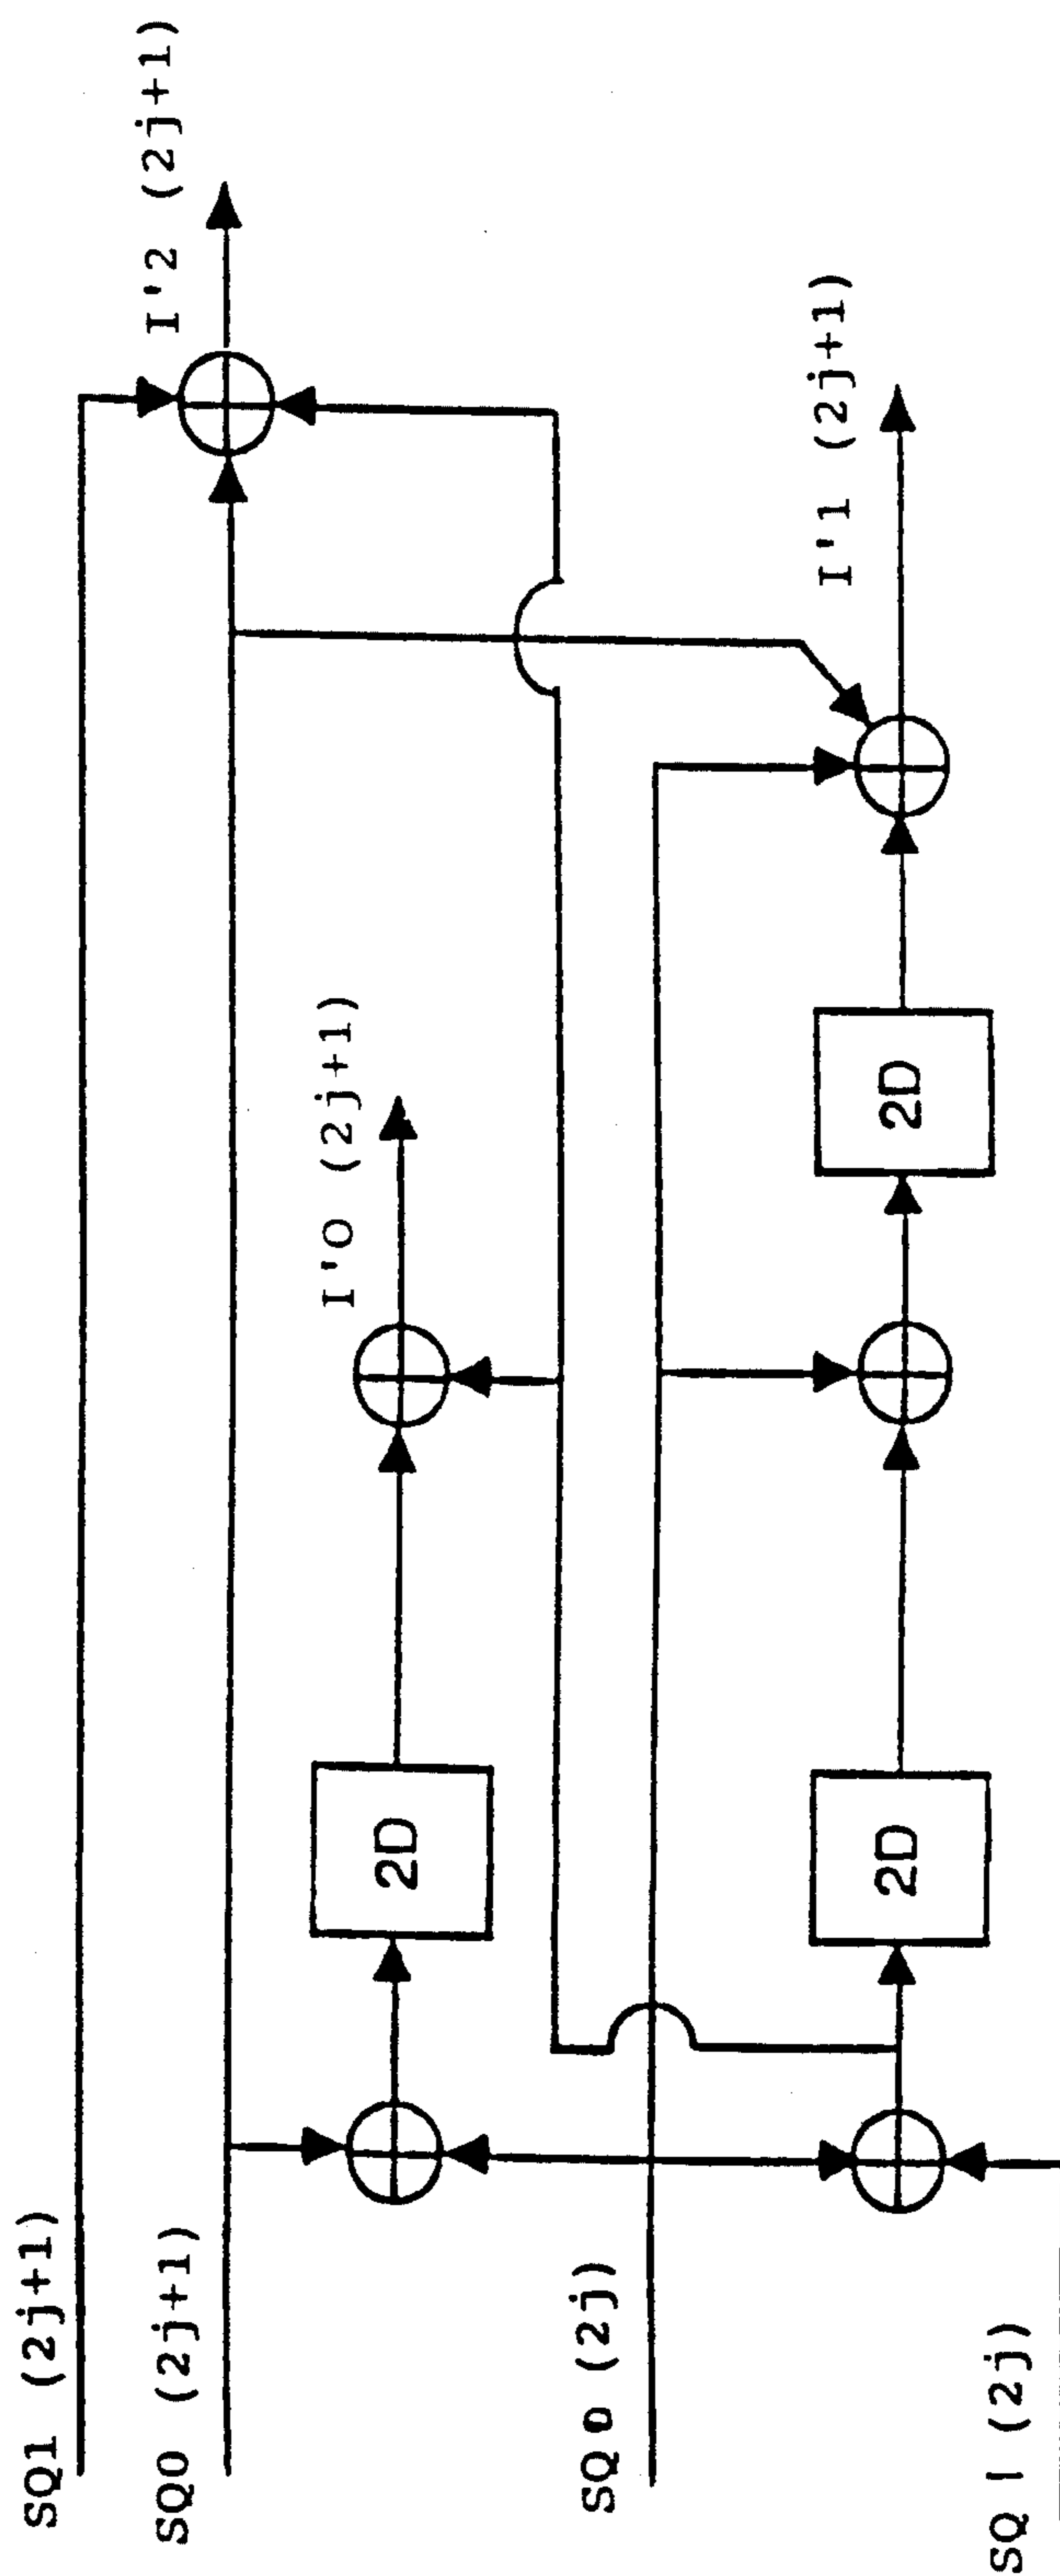 SQ1 (2j+1)
SQ0 (2j+1)
SQ0 (2j)
SQ1 (2j)
2D
2D
2D
I'0 (2j+1)
I'1 (2j+1)
I'2 (2j+1)